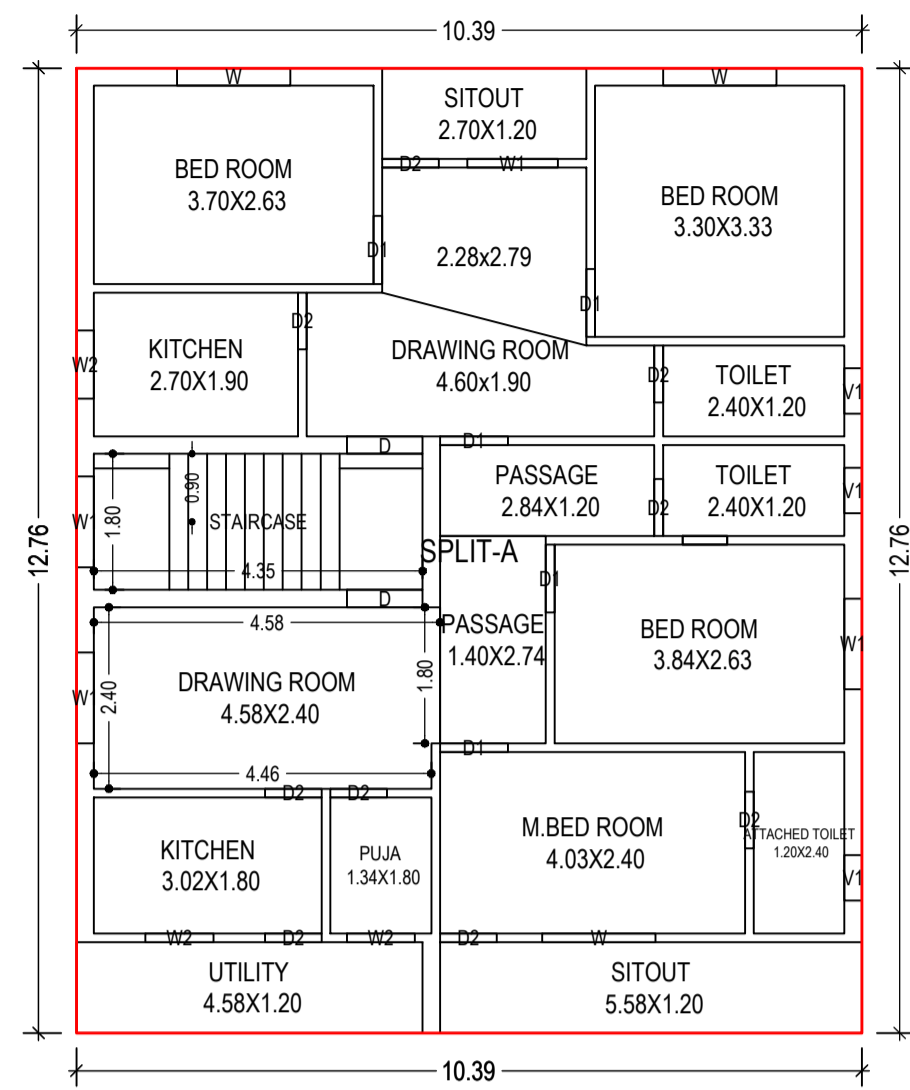 10.39
W
W
SITOUT
2.70X1.20
BED ROOM
3.70X2.63
BED ROOM
3.30X3.33
D2
W1
D1
2.28x2.79
D1
D2
KITCHEN
2.70X1.90
W2
DRAWING ROOM
4.60x1.90
D2
TOILET
2.40X1.20
V1
D
D1
PASSAGE
2.84X1.20
TOILET
2.40X1.20
V1
D2
0.90
1.80
W1
STAIRCASE
SPLIT-A
12.76
12.76
4.35
D1
D
4.58
PASSAGE
1.40X2.74
BED ROOM
3.84X2.63
W1
W1
2.40
1.80
DRAWING ROOM
4.58X2.40
D1
4.46
D2
D2
D2
M.BED ROOM
4.03X2.40
ATTACHED TOILET
1.20X2.40
KITCHEN
3.02X1.80
PUJA
1.34X1.80
V1
W2
D2
W2
D2
W
UTILITY
4.58X1.20
SITOUT
5.58X1.20
10.39